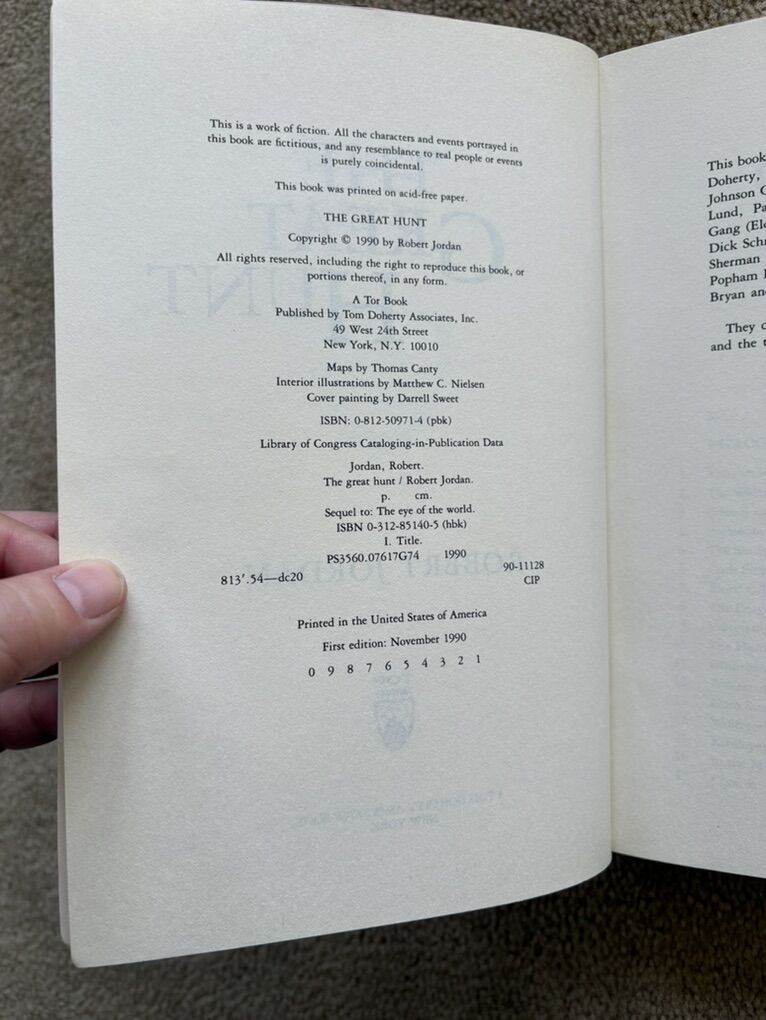 This is a work of fiction. All the characters and events portrayed in
this book are fictitious, and any resemblance to real people or events
is purely coincidental.
This book was printed on acid-free paper.
THE GREAT HUNT
Copyright © 1990 by Robert Jordan
All rights reserved, including the right to reproduce this book, or
portions thereof, in any form.
A Tor Book
Published by Tom Doherty Associates, Inc.
49 West 24th Street
New York, N.Y. 10010
Maps by Thomas Canty
Interior illustrations by Matthew C. Nielsen
Cover painting by Darrell Sweet
ISBN: 0-812-50971-4 (pbk)
Library of Congress Cataloging-in-Publication Data
Jordan, Robert.
The great hunt / Robert Jordan.
p. cm.
Sequel to: The eye of the world.
ISBN 0-312-85140-5 (hbk)
I. Title.
PS3560.07617G74 1990
813'.54—dc20 90-11128
CIP
Printed in the United States of America
First edition: November 1990
0 9 8 7 6 5 4 3 2 1
This book
Doherty,
Johnson
Lund,
Gang
Dick
Sherman
Popham
Bryan
They
and the